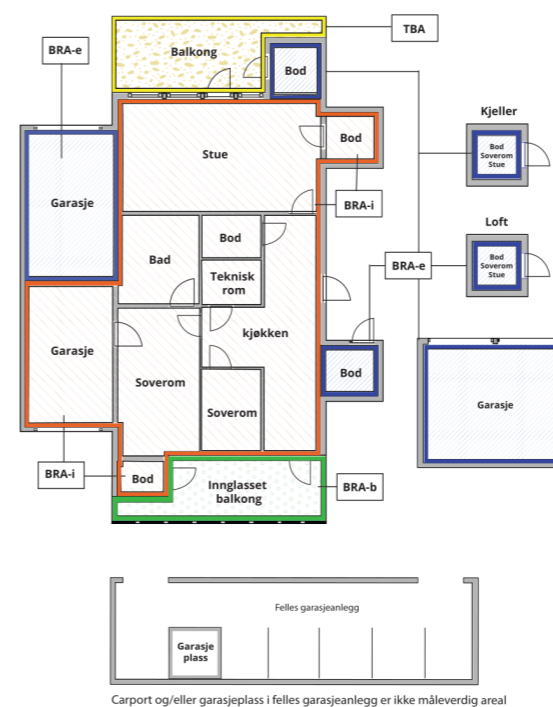 TBA
BRA-e
Balkong
Bod
Kjeller
Bod
Soverom
Stue
Stue
Bod
Garasje
BRA-i
Loft
Bod
Bad
Teknisk
rom
BRA-e
Bod
Soverom
Stue
kjøkken
Garasje
Soverom
Bod
Soverom
Garasje
BRA-i
Bod
Innglasset
balkong
BRA-b
Felles garasjeanlegg
Garasje
plass
Carport og/eller garasjeplass i felles garasjeanlegg er ikke måleverdig areal